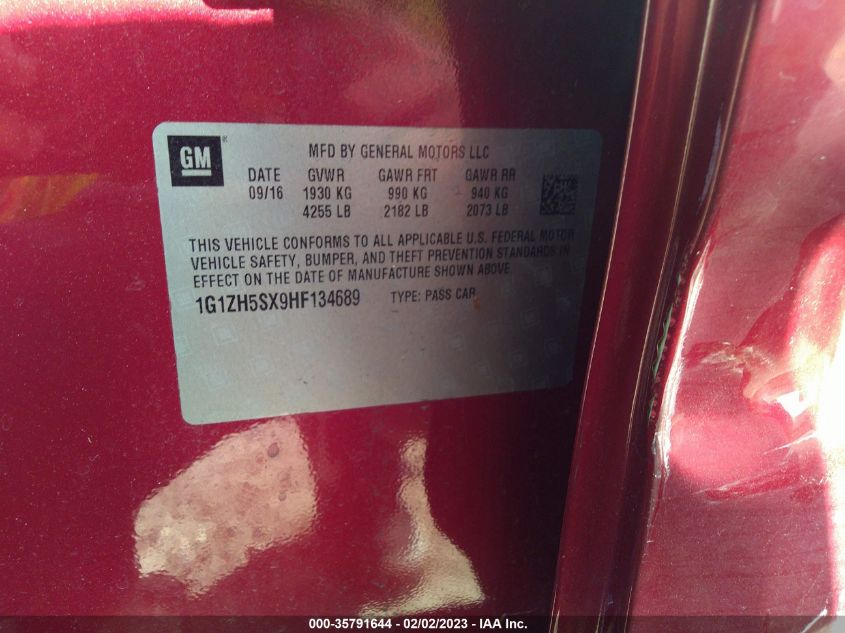 GM
®
MFD BY GENERAL MOTORS LLC
DATE GVWR GAWR FRT GAWR RR
09/16 1930 KG 990 KG 940 KG
4255 LB 2182 LB 2073 LB
THIS VEHICLE CONFORMS TO ALL APPLICABLE U.S. FEDERAL MOTOR
VEHICLE SAFETY, BUMPER, AND THEFT PREVENTION STANDARDS IN
EFFECT ON THE DATE OF MANUFACTURE SHOWN ABOVE.
1G1ZH5SX9HF134689 TYPE: PASS CAR
000-35791644 - 02/02/2023 - IAA Inc.